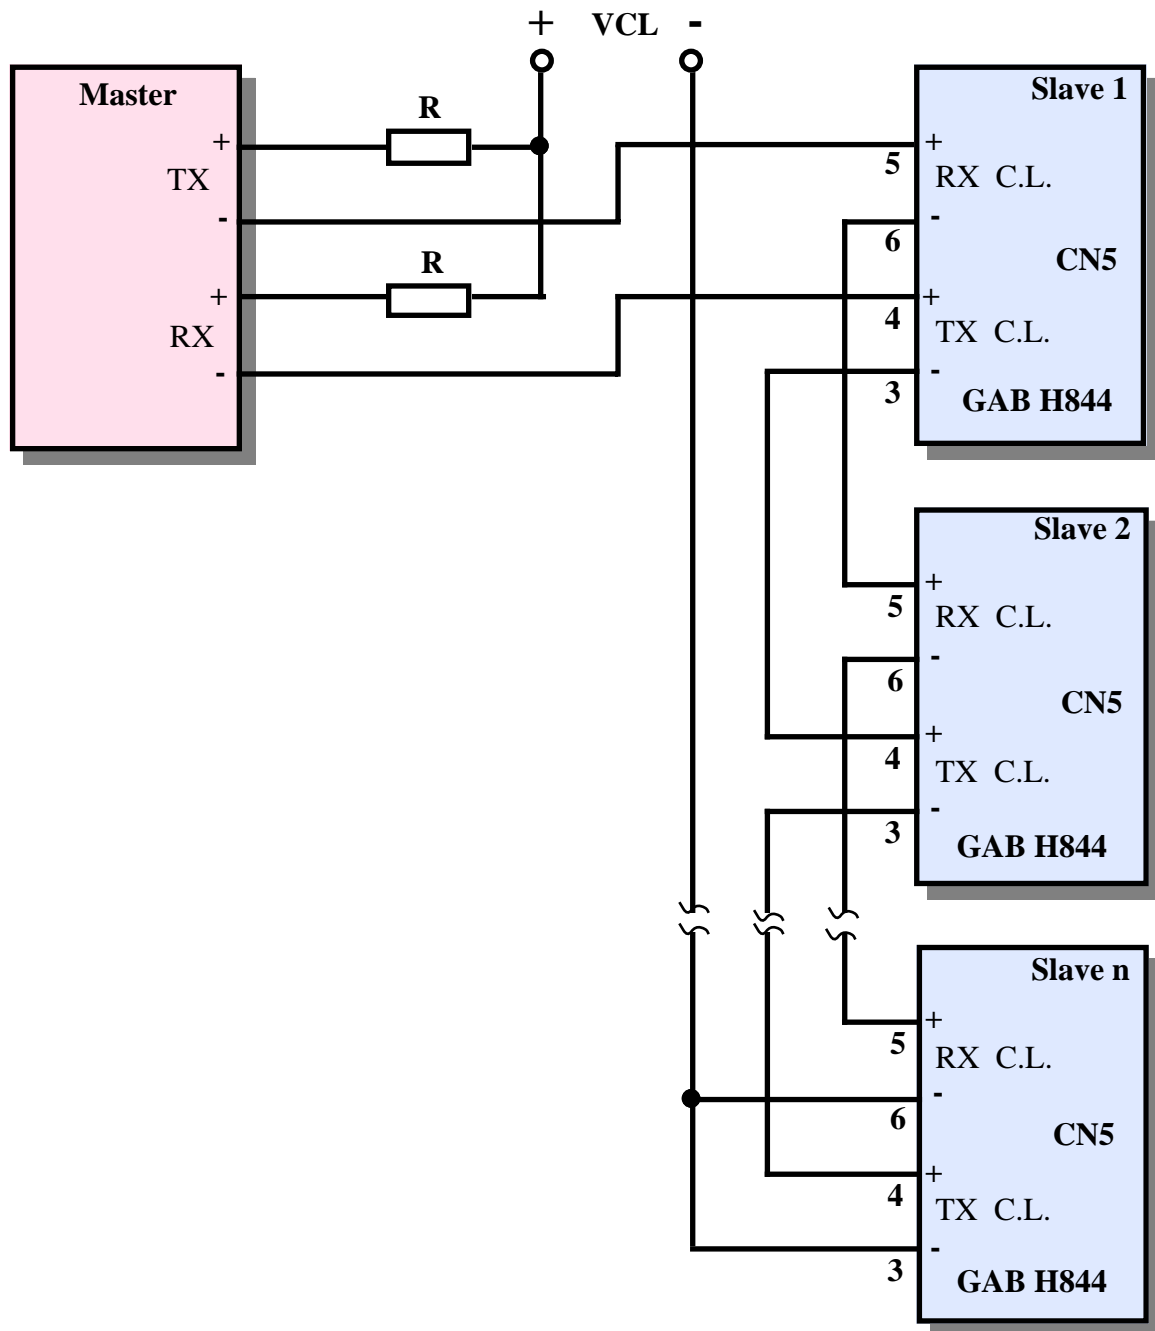 + VCL -
Master
R
+
TX
-
R
+
RX
-
Slave 1
5 +
RX C.L.
6 -
CN5
4 +
TX C.L.
3 -
GAB H844
Slave 2
5 +
RX C.L.
6 -
CN5
4 +
TX C.L.
3 -
GAB H844
Slave n
5 +
RX C.L.
6 -
CN5
4 +
TX C.L.
3 -
GAB H844